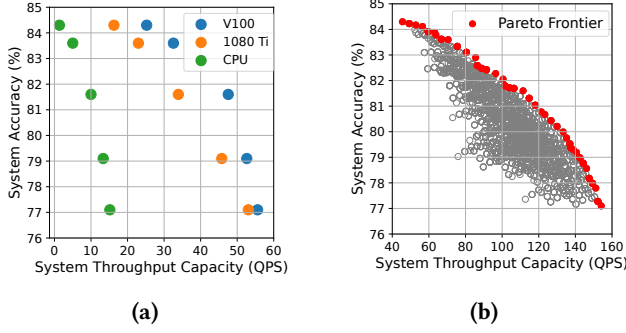 85
84
83
82
81
80
79
78
77
76
System Accuracy (%)
0 10 20 30 40 50 60
System Throughput Capacity (QPS)
V100
1080 Ti
CPU
(a)
85
84
83
82
81
80
79
78
77
76
System Accuracy (%)
40 60 80 100 120 140 160
System Throughput Capacity (QPS)
Pareto Frontier
(b)